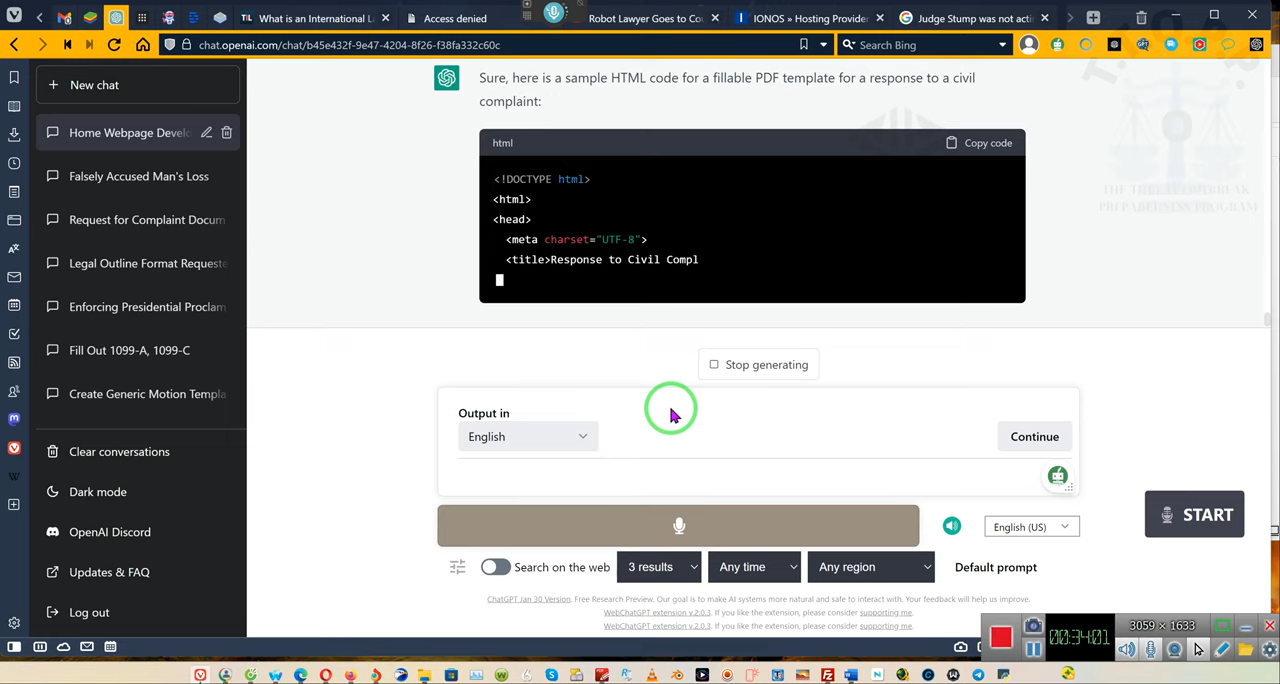 What is an International La
Access denied
Robot Lawyer Goes to Cou
IONOS » Hosting Provider
Judge Stump was not acti
chat.openai.com/chat/b45e432f-9e47-4204-8f26-f38fa332c60c
Search Bing
New chat
Home Webpage Develo
Falsely Accused Man's Loss
Request for Complaint Docum
Legal Outline Format Requeste
Enforcing Presidential Proclam
Fill Out 1099-A, 1099-C
Create Generic Motion Templa
Clear conversations
Dark mode
OpenAI Discord
Updates & FAQ
Log out
Sure, here is a sample HTML code for a fillable PDF template for a response to a civil
complaint:
html
Copy code
<!DOCTYPE html>
<html>
<head>
<meta charset="UTF-8">
<title>Response to Civil Compl
Stop generating
Output in
English
Continue
English (US)
START
Search on the web
3 results
Any time
Any region
Default prompt
ChatGPT Jan 30 Version. Free Research Preview. Our goal is to make AI systems more natural and safe to interact with. Your feedback will help us improve.
WebChatGPT extension v.2.0.3. If you like the extension, please consider supporting me.
WebChatGPT extension v.2.0.3. If you like the extension, please consider supporting me.
3059 × 1633
00:34:01
THE THREAT OUTBREAK
PREPAREDNESS PROGRAM